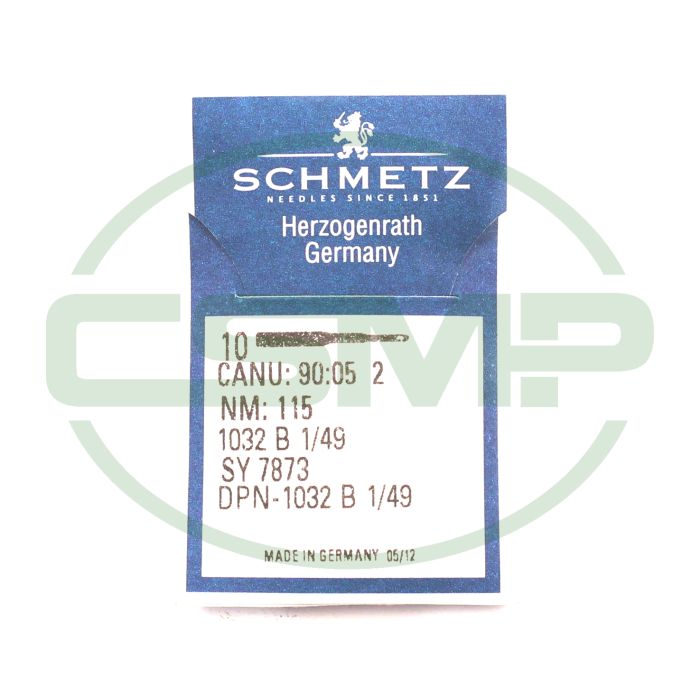 SCHMETZ
NEEDLES SINCE 1851
Herzogenrath
Germany
CSMP
10
CANU: 90:05 2
NM: 115
1032 B 1/49
SY 7873
DPN-1032 B 1/49
MADE IN GERMANY 05/12